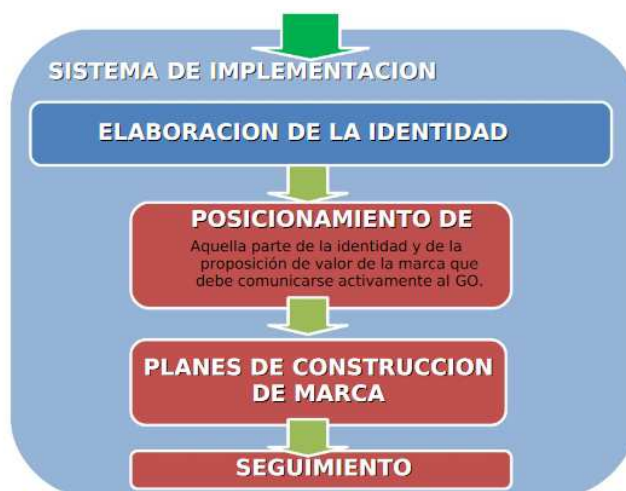 SISTEMA DE IMPLEMENTACION
ELABORACION DE LA IDENTIDAD
POSICIONAMIENTO DE
Aquella parte de la identidad y de la
proposición de valor de la marca que
debe comunicarse activamente al GO.
PLANES DE CONSTRUCCION
DE MARCA
SEGUIMIENTO